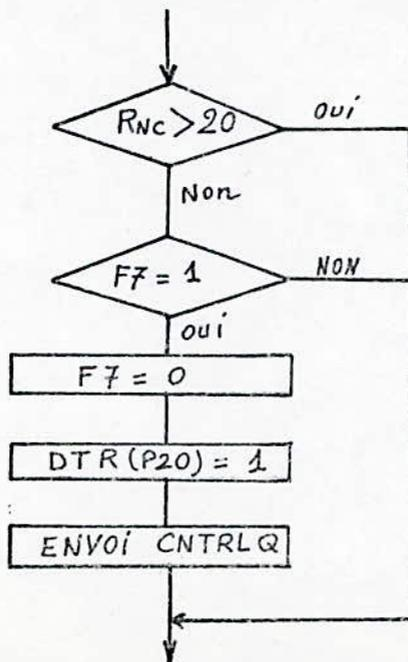 RNC > 20
OUi
Non
F7 = 1
NON
OUi
F7 = 0
DTR (P20) = 1
ENVOi CNTRLQ